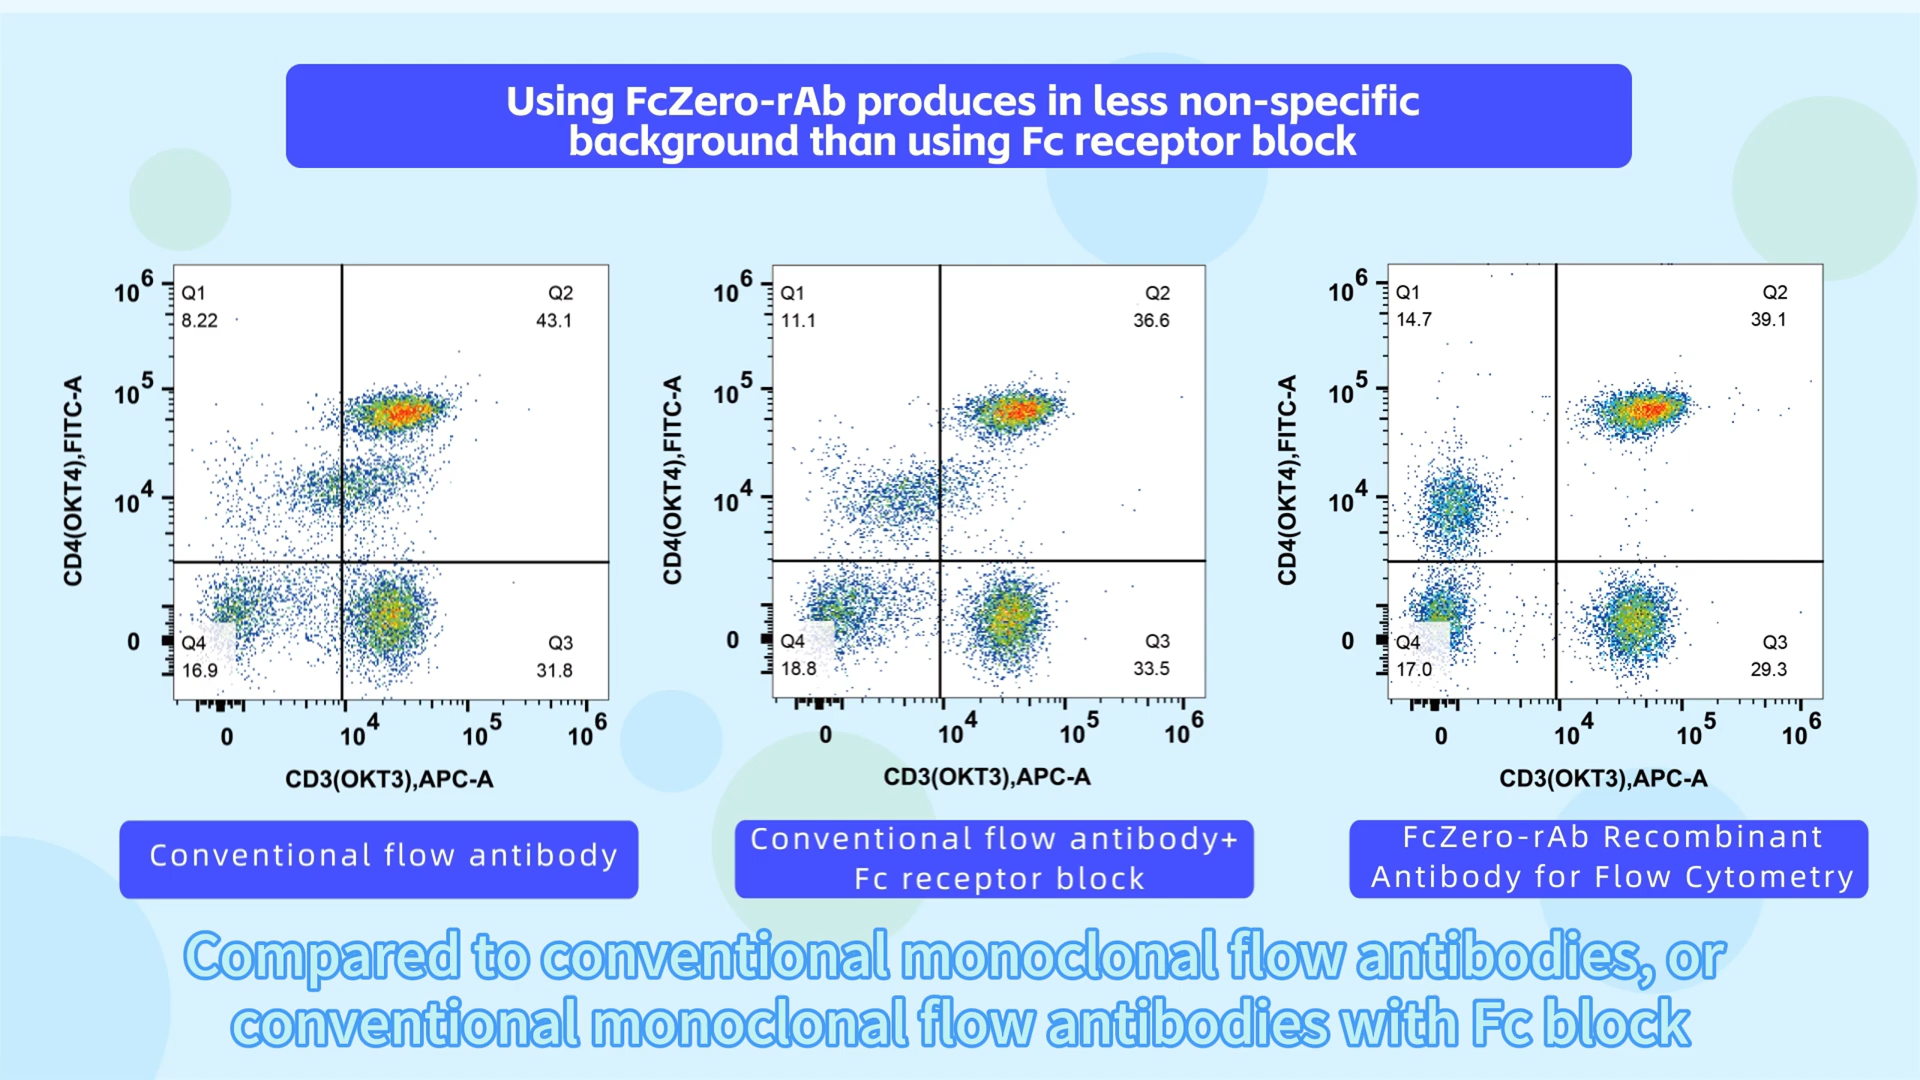 Using FcZero-rAb produces in less non-specific
background than using Fc receptor block
CD4(OKT4),FITC-A
10^6
10^5
10^4
0
Q1
8.22
Q2
43.1
Q4
16.9
Q3
31.8
0
10^4
10^5
10^6
CD3(OKT3),APC-A
Conventional flow antibody
CD4(OKT4),FITC-A
10^6
10^5
10^4
0
Q1
11.1
Q2
36.6
Q4
18.8
Q3
33.5
0
10^4
10^5
10^6
CD3(OKT3),APC-A
Conventional flow antibody+
Fc receptor block
CD4(OKT4),FITC-A
10^6
10^5
10^4
0
Q1
14.7
Q2
39.1
Q4
17.0
Q3
29.3
0
10^4
10^5
10^6
CD3(OKT3),APC-A
FcZero-rAb Recombinant
Antibody for Flow Cytometry
Compared to conventional monoclonal flow antibodies, or
conventional monoclonal flow antibodies with Fc block